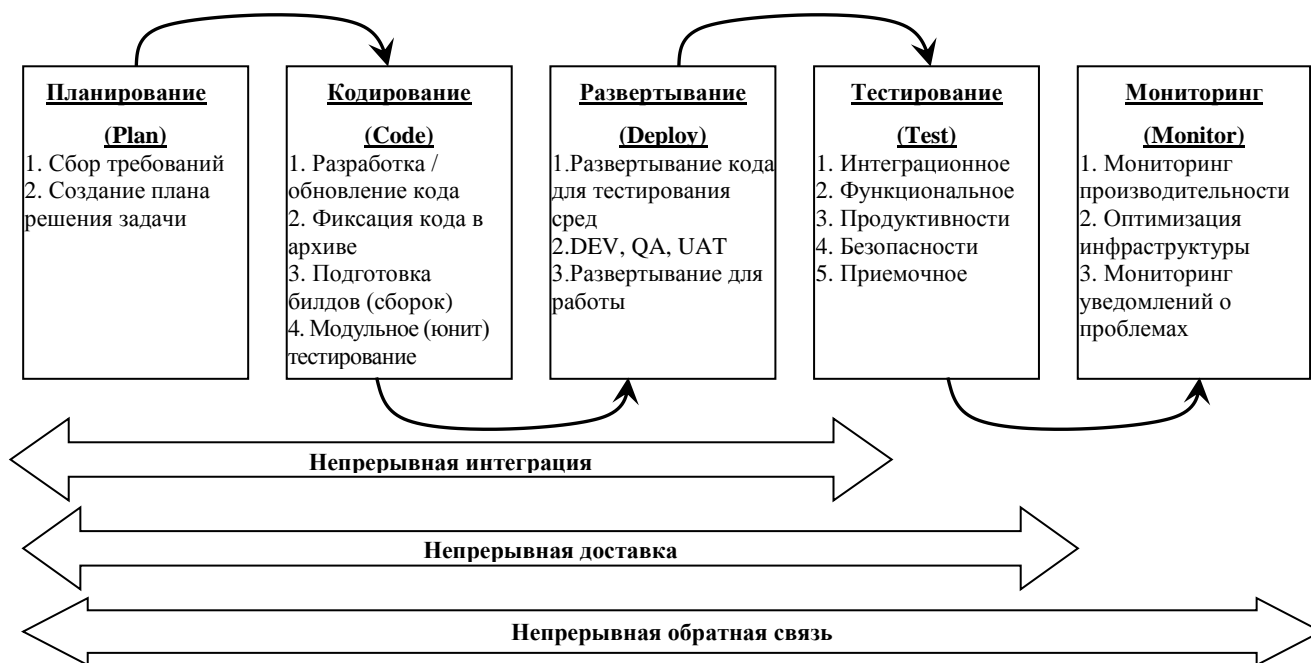 Планирование
(Plan)
1. Сбор требований
2. Создание плана
решения задачи
Кодирование
(Code)
1. Разработка /
обновление кода
2. Фиксация кода в
архиве
3. Подготовка
билдов (сборок)
4. Модульное (юнит)
тестирование
Развертывание
(Deploy)
1.Развертывание кода
для тестирования
сред
2.DEV, QA, UAT
3.Развертывание для
работы
Тестирование
(Test)
1. Интеграционное
2. Функциональное
3. Продуктивности
4. Безопасности
5. Приемочное
Мониторинг
(Monitor)
1. Мониторинг
производительности
2. Оптимизация
инфраструктуры
3. Мониторинг
уведомлений о
проблемах
Непрерывная интеграция
Непрерывная доставка
Непрерывная обратная связь